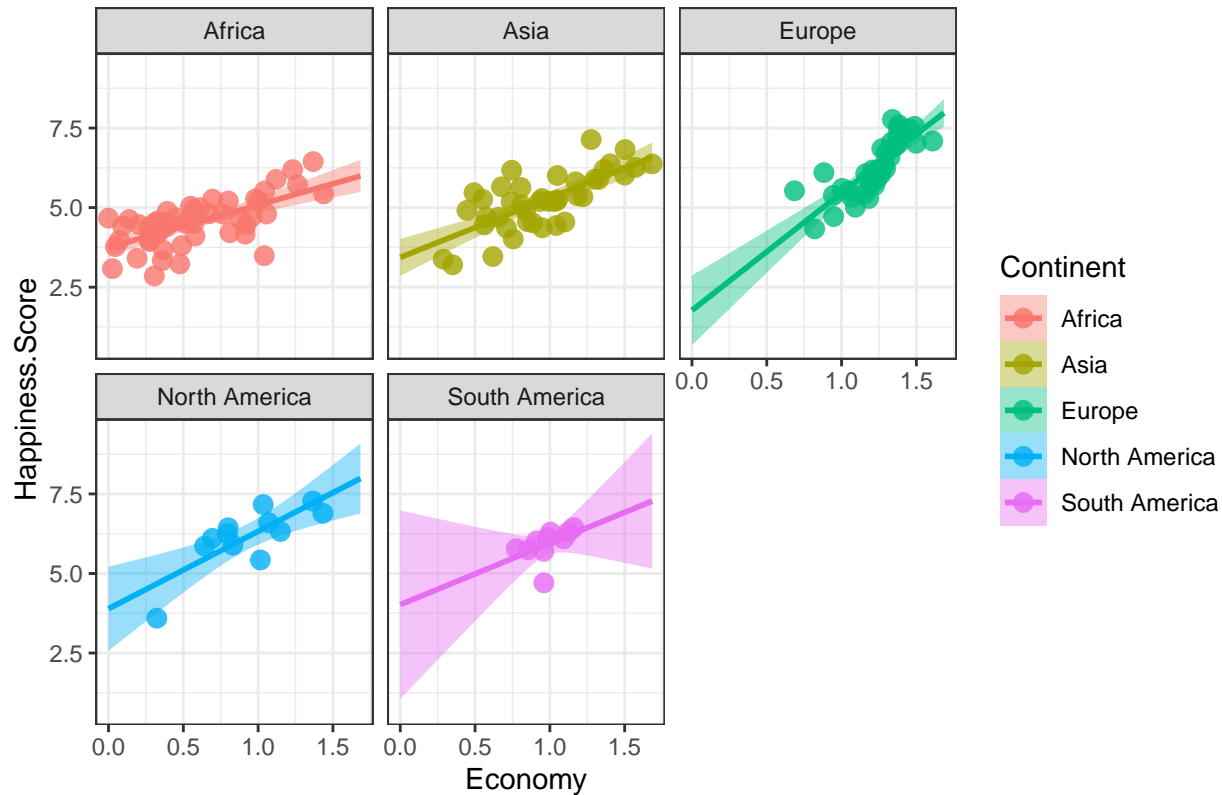 Africa
Asia
Europe
7.5
5.0
2.5
0.0 0.5 1.0 1.5
North America
South America
7.5
5.0
2.5
0.0 0.5 1.0 1.5
0.0 0.5 1.0 1.5
Happiness.Score
Economy
Continent
Africa
Asia
Europe
North America
South America